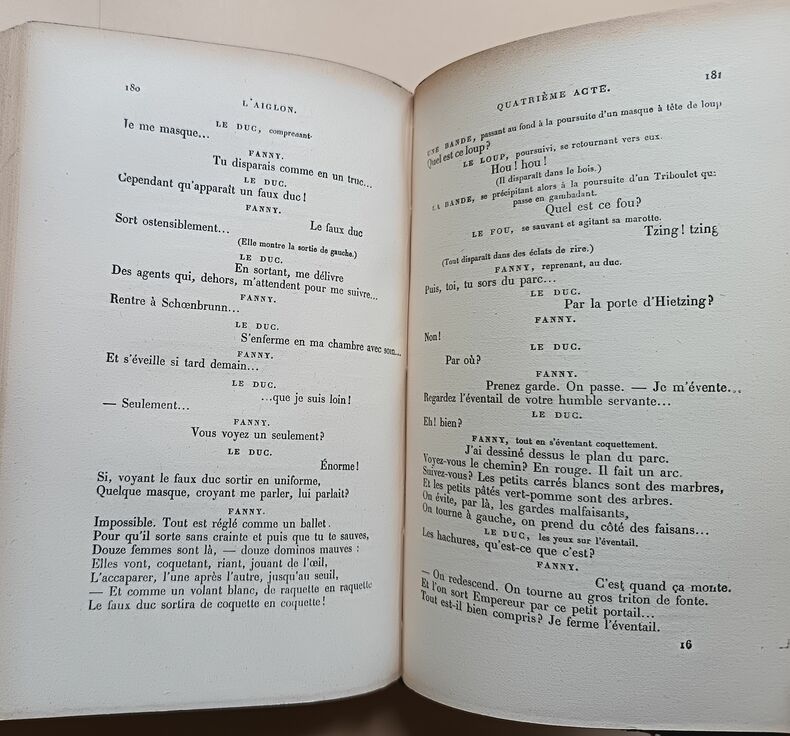 180
L'AIGLON.
LE DUC, comprenant.
Je me masque...
FANNY.
Tu disparais comme en un truc...
LE DUC.
Cependant qu'apparaît un faux duc!
FANNY.
Le faux duc
Sort ostensiblement...
(Elle montre la sortie de gauche.)
LE DUC.
En sortant, me délivre
Des agents qui, dehors, m'attendent pour me suivre...
FANNY.
Rentre à Schœnbrunn...
LE DUC.
S'enferme en ma chambre avec soin...
FANNY.
Et s'éveille si tard demain...
LE DUC.
...que je suis loin!
— Seulement...
FANNY.
Vous voyez un seulement?
LE DUC.
Énorme!
Si, voyant le faux duc sortir en uniforme,
Quelque masque, croyant me parler, lui parlait?
FANNY.
Impossible. Tout est réglé comme un ballet.
Pour qu'il sorte sans crainte et puis que tu te sauves,
Douze femmes sont là, — douze dominos mauves :
Elles vont, coquetant, riant, jouant de l'œil,
L'accaparer, l'une après l'autre, jusqu'au seuil,
— Et comme un volant blanc, de raquette en raquette
Le faux duc sortira de coquette en coquette!
QUATRIÈME ACTE.
181
UNE BANDE, passant au fond à la poursuite d'un masque à tête de loup
Quel est ce loup?
LE LOUP, poursuivi, se retournant vers eux.
Hou! hou!
(Il disparaît dans le bois.)
LA BANDE, se précipitant alors à la poursuite d'un Triboulet qui
passe en gambadant.
Quel est ce fou?
LE FOU, se sauvant et agitant sa marotte.
Tzing! tzing
(Tout disparaît dans des éclats de rire.)
FANNY, reprenant, au duc.
Puis, toi, tu sors du parc...
LE DUC.
Par la porte d'Hietzing?
FANNY.
Non!
LE DUC.
Par où?
FANNY.
Prenez garde. On passe. — Je m'évente...
Regardez l'éventail de votre humble servante...
LE DUC.
Eh! bien?
FANNY, tout en s'éventant coquettement.
J'ai dessiné dessus le plan du parc.
Voyez-vous le chemin? En rouge. Il fait un arc.
Suivez-vous? Les petits carrés blancs sont des marbres,
Et les petits pâtés vert-pomme sont des arbres.
On évite, par là, les gardes malfaisants,
On tourne à gauche, on prend du côté des faisans...
LE DUC, les yeux sur l'éventail.
Les hachures, qu'est-ce que c'est?
FANNY.
C'est quand ça monte.
— On redescend. On tourne au gros triton de fonte.
Et l'on sort Empereur par ce petit portail...
Tout est-il bien compris? Je ferme l'éventail.
16